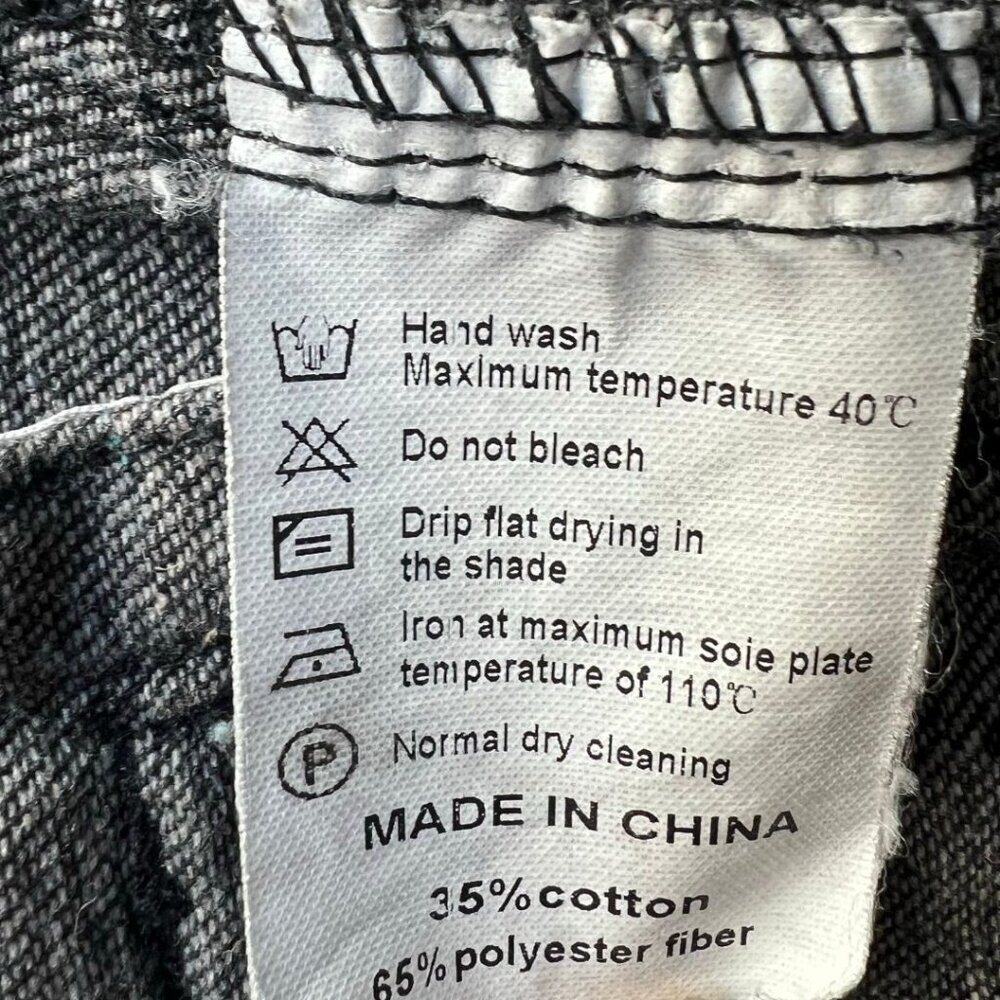 Hand wash
Maximum temperature 40℃
Do not bleach
Drip flat drying in
the shade
Iron at maximum soie plate
temperature of 110℃
P Normal dry cleaning
MADE IN CHINA
35%cotton
65%polyester fiber